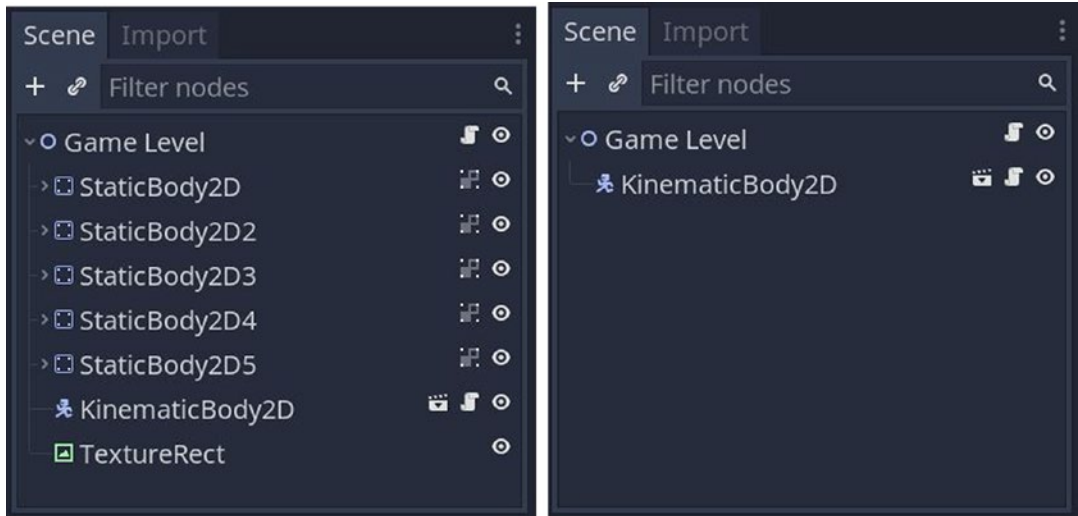 Scene Import
Filter nodes
Game Level
StaticBody2D
StaticBody2D2
StaticBody2D3
StaticBody2D4
StaticBody2D5
KinematicBody2D
TextureRect
Scene Import
Filter nodes
Game Level
KinematicBody2D